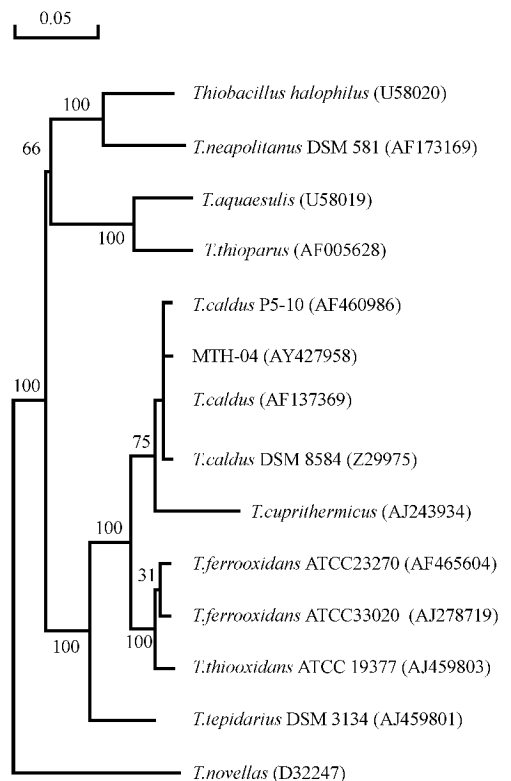 0.05
100
Thiobacillus halophilus (U58020)
66
T.neapolitanus DSM 581 (AF173169)
T.aquaesulis (U58019)
100
T.thioparus (AF005628)
T.caldus P5-10 (AF460986)
MTH-04 (AY427958)
100
T.caldus (AF137369)
75
T.caldus DSM 8584 (Z29975)
T.cuprithermicus (AJ243934)
100
T.ferrooxidans ATCC23270 (AF465604)
31
T.ferrooxidans ATCC33020 (AJ278719)
100
100
T.thiooxidans ATCC 19377 (AJ459803)
T.tepidarius DSM 3134 (AJ459801)
T.novellas (D32247)